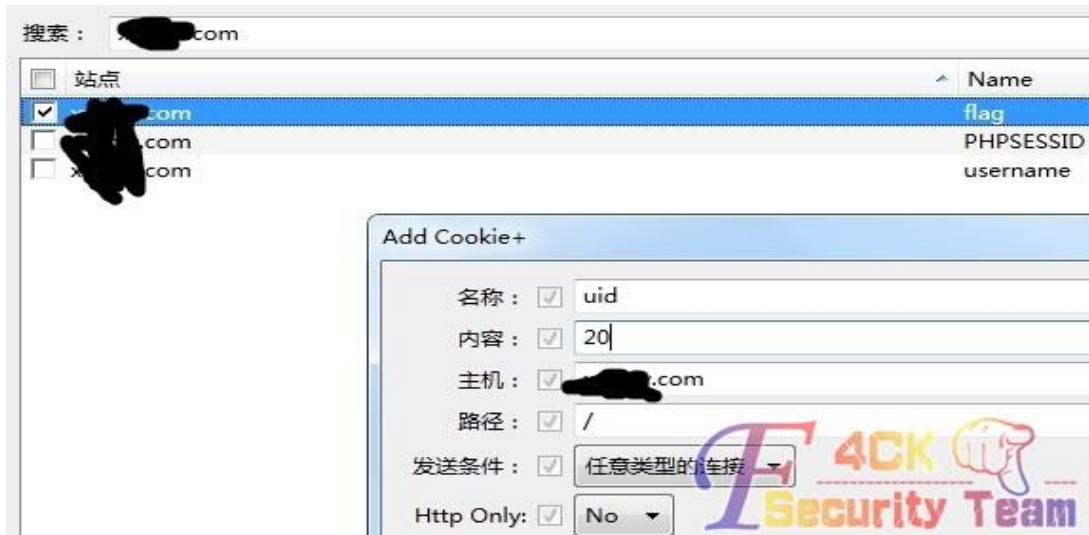 搜索： .com
站点 Name
.com flag
.com PHPSESSID
.com username
Add Cookie+
名称： uid
内容： 20
主机： .com
路径： /
发送条件： 任意类型的连接
Http Only: No
F4CK
Security Team